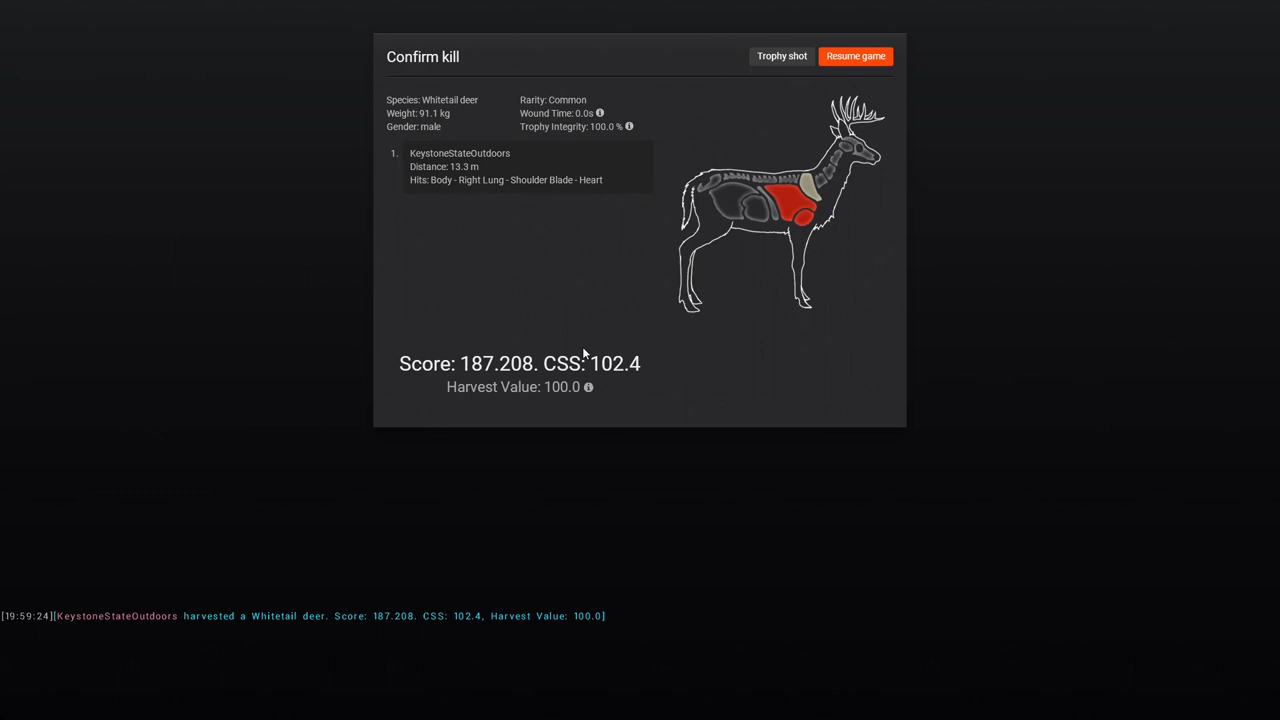 Confirm kill
Trophy shot
Resume game
Species: Whitetail deer
Weight: 91.1 kg
Gender: male
Rarity: Common
Wound Time: 0.0s
Trophy Integrity: 100.0 %
1.
KeystoneStateOutdoors
Distance: 13.3 m
Hits: Body - Right Lung - Shoulder Blade - Heart
Score: 187.208. CSS: 102.4
Harvest Value: 100.0
[19:59:24][KeystoneStateOutdoors harvested a Whitetail deer. Score: 187.208. CSS: 102.4, Harvest Value: 100.0]